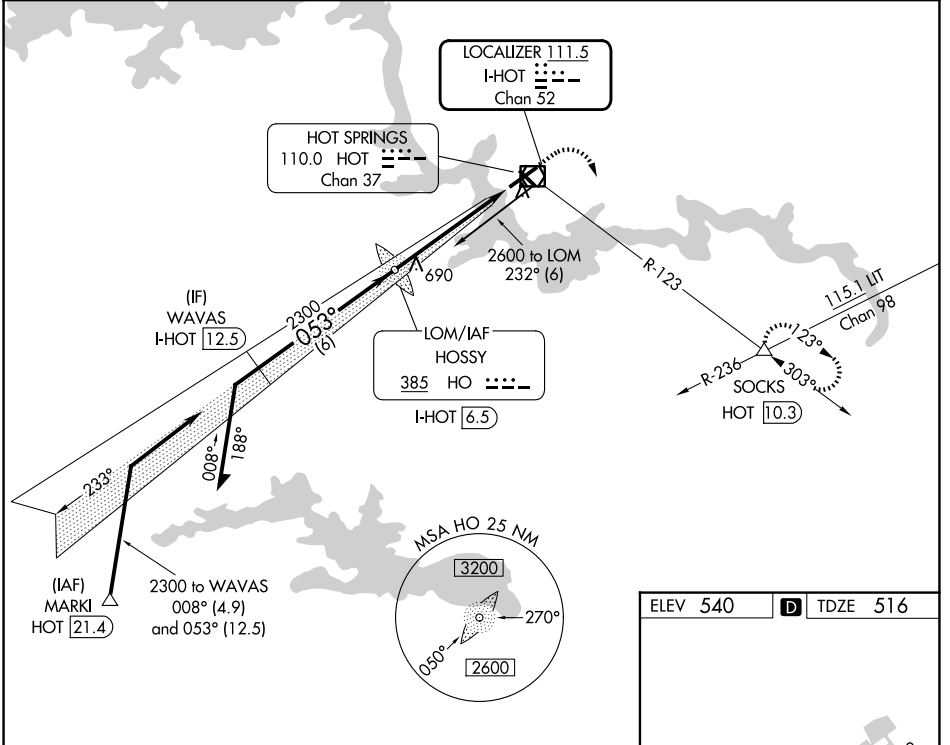 LOCALIZER 111.5
I-HOT
Chan 52
HOT SPRINGS
110.0 HOT
Chan 37
2600 to LOM
232° (6)
690
R-123
115.1 LIT
Chan 98
(IF)
WAVAS
I-HOT 12.5
2300
053°
(6)
LOM/IAF
HOSSY
385 HO
I-HOT 6.5
R-236
123°
303°
SOCKS
HOT 10.3
008°
188°
233°
(IAF)
MARKI
HOT 21.4
2300 to WAVAS
008° (4.9)
and 053° (12.5)
MSA HO 25 NM
3200
270°
050°
2600
ELEV 540 D TDZE 516